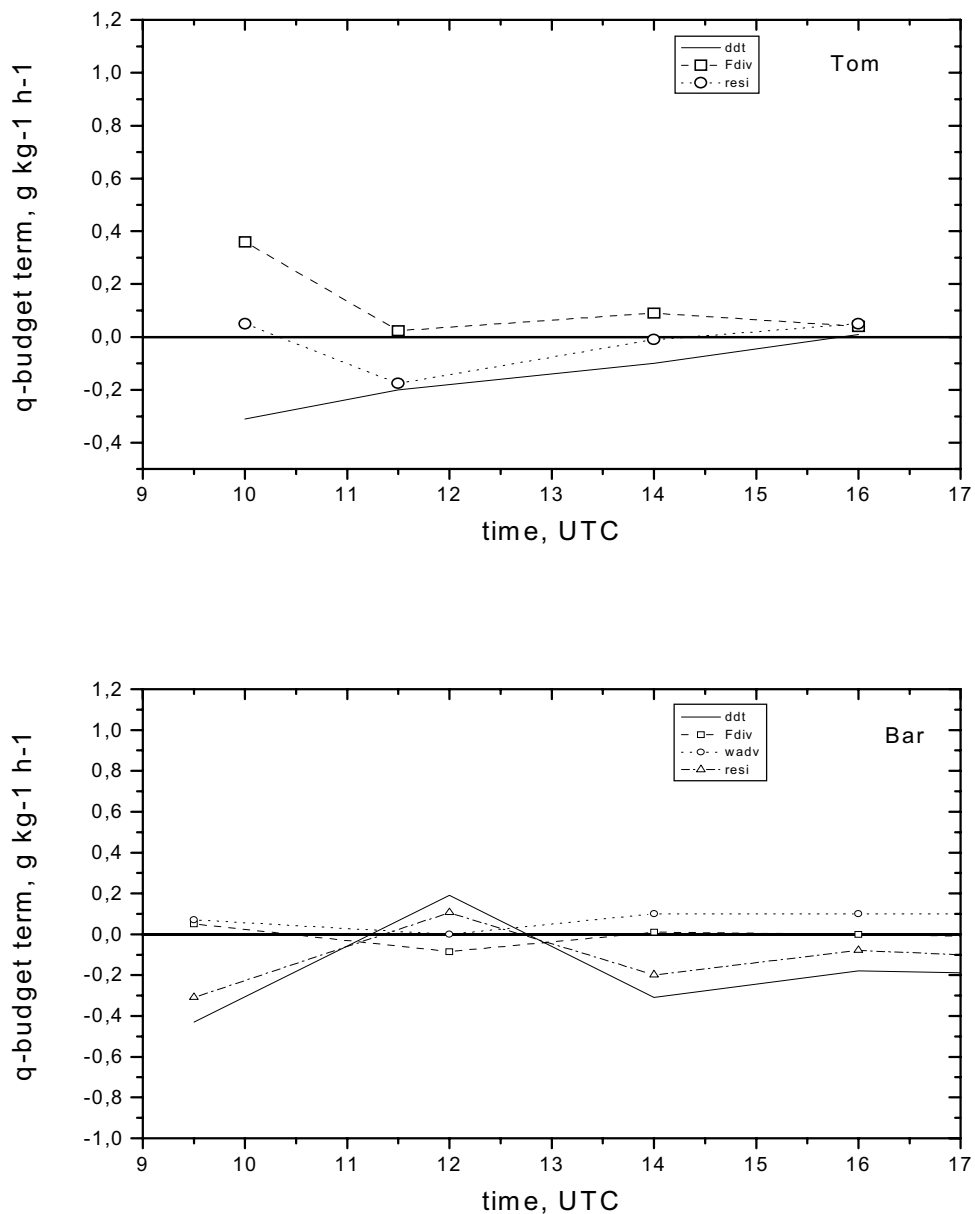 1,2
1,0
0,8
0,6
0,4
0,2
0,0
-0,2
-0,4
q-budget term, g kg-1 h-1
ddt
Fdiv
resi
Tom
9 10 11 12 13 14 15 16 17
time, UTC
1,2
1,0
0,8
0,6
0,4
0,2
0,0
-0,2
-0,4
-0,6
-0,8
-1,0
q-budget term, g kg-1 h-1
ddt
Fdiv
wadv
resi
Bar
9 10 11 12 13 14 15 16 17
time, UTC